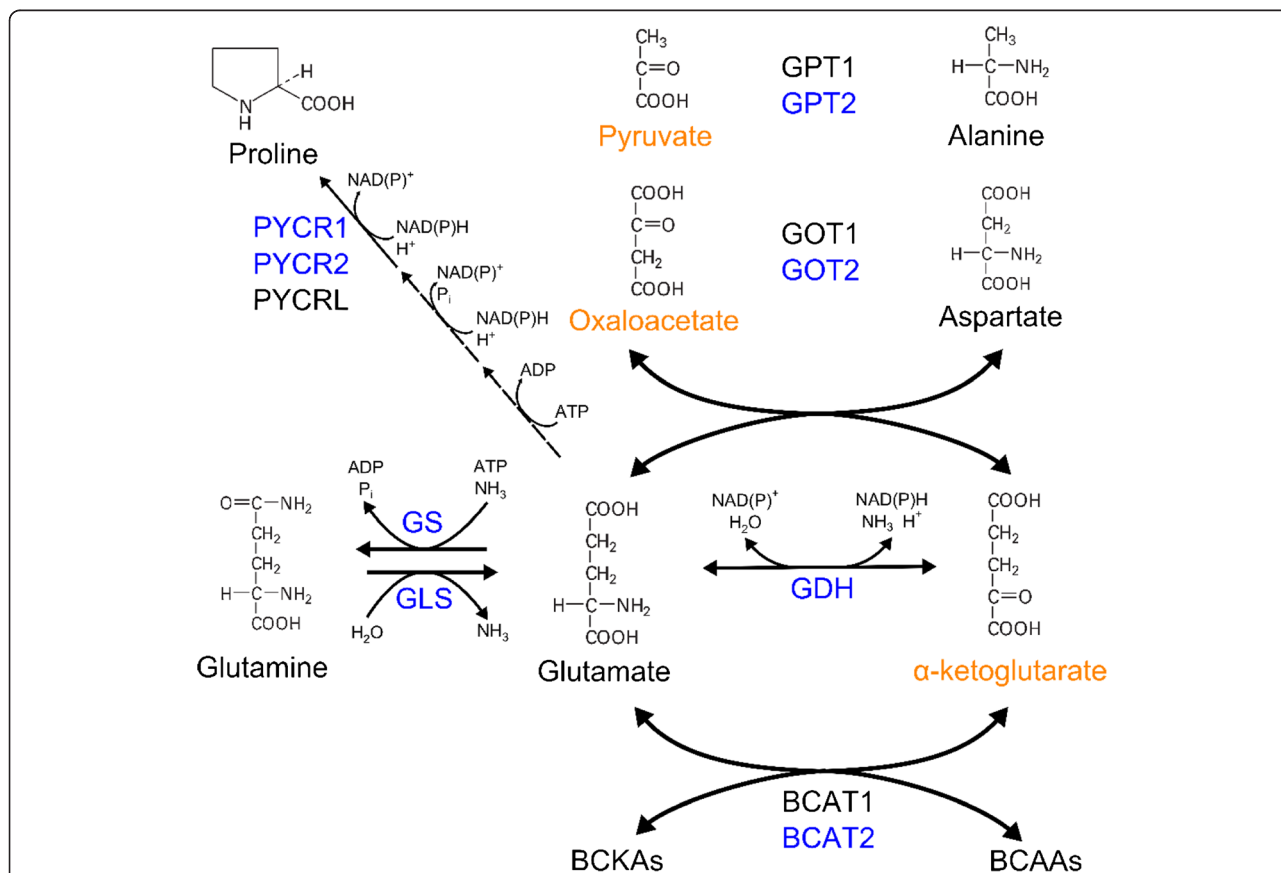 CH3
C=O
COOH
Pyruvate
GPT1
GPT2
CH3
H-C-NH2
COOH
Alanine
H
N
H
COOH
Proline
NAD(P)+
NAD(P)H
H+
PYCR1
PYCR2
PYCRL
NAD(P)+
Pi
NAD(P)H
H+
ADP
ATP
COOH
C=O
CH2
COOH
Oxaloacetate
GOT1
GOT2
COOH
CH2
H-C-NH2
COOH
Aspartate
O=C-NH2
CH2
CH2
H-C-NH2
COOH
Glutamine
ADP
Pi
ATP
NH3
GS
GLS
H2O
NH3
COOH
CH2
CH2
H-C-NH2
COOH
Glutamate
NAD(P)+
H2O
NAD(P)H
NH3 H+
GDH
COOH
CH2
CH2
C=O
COOH
α-ketoglutarate
BCAT1
BCAT2
BCKAs
BCAAs